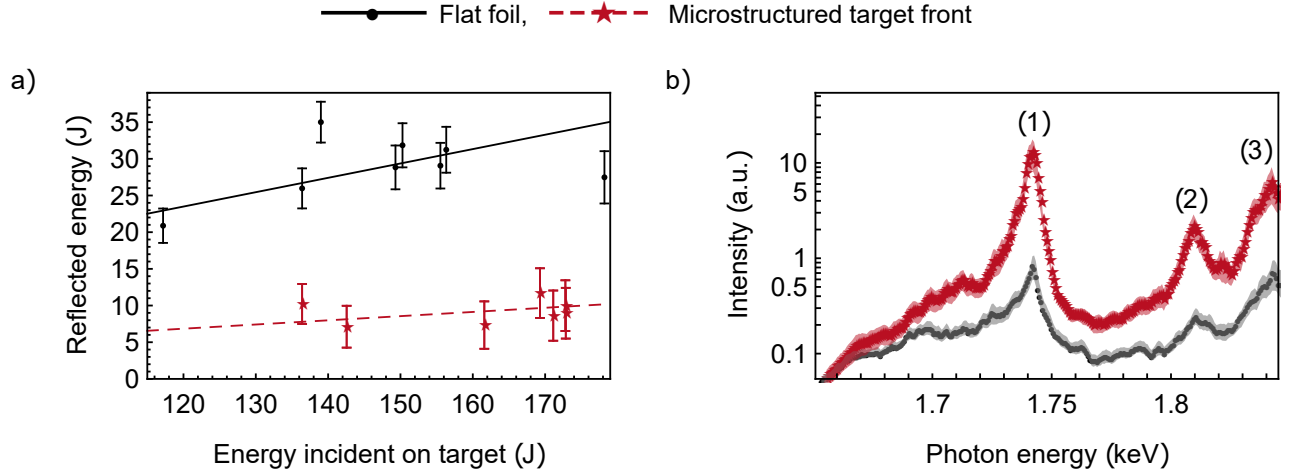 Flat foil, Microstructured target front
a)
Reflected energy (J)
35
30
25
20
15
10
5
0
120 130 140 150 160 170
Energy incident on target (J)
b)
Intensity (a.u.)
10
5
1
0.5
0.1
(1)
(2)
(3)
1.7 1.75 1.8
Photon energy (keV)